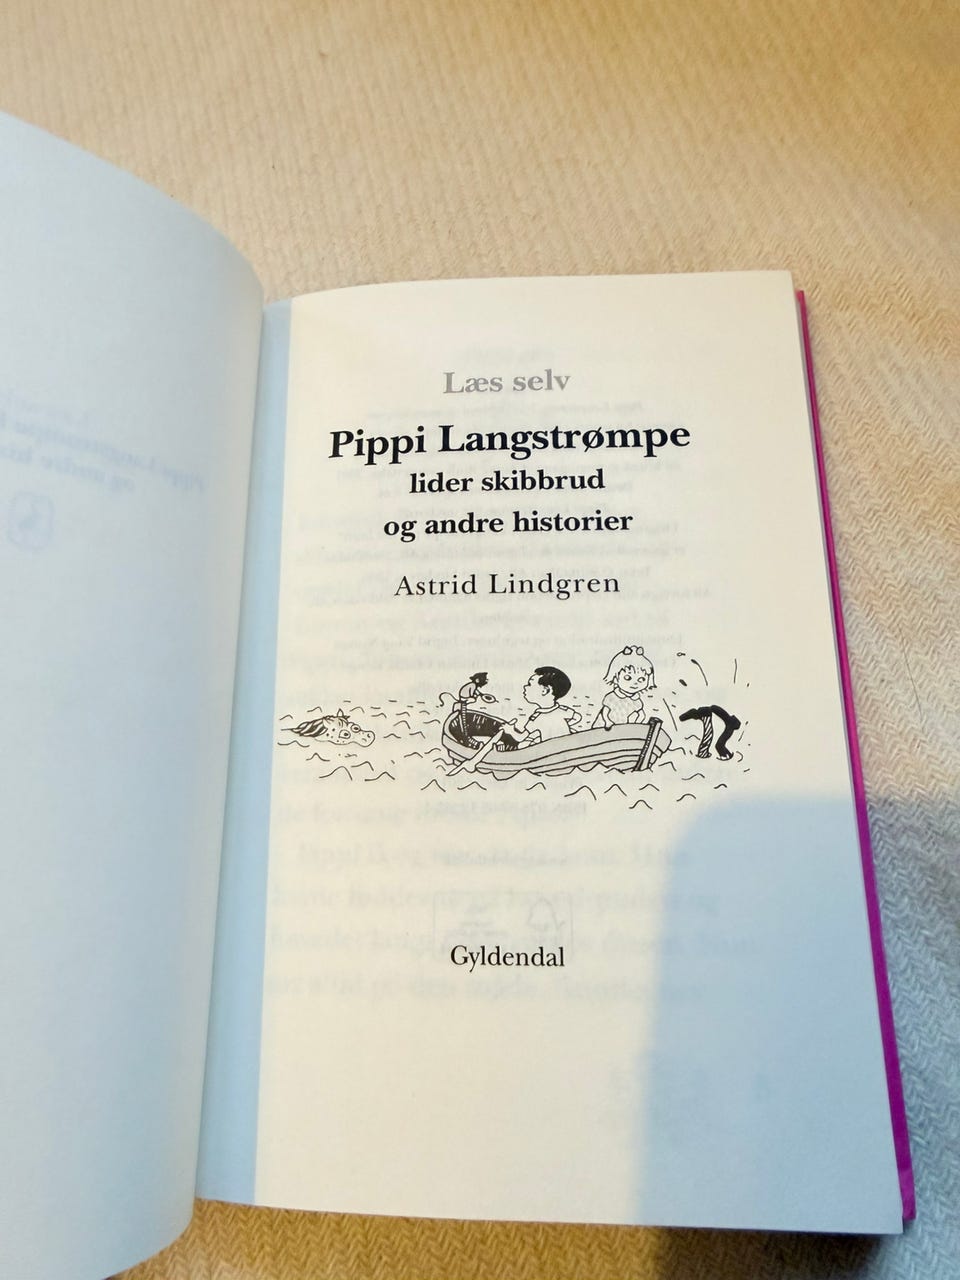 Læs selv
Pippi Langstrømpe
lider skibbrud
og andre historier
Astrid Lindgren
Gyldendal